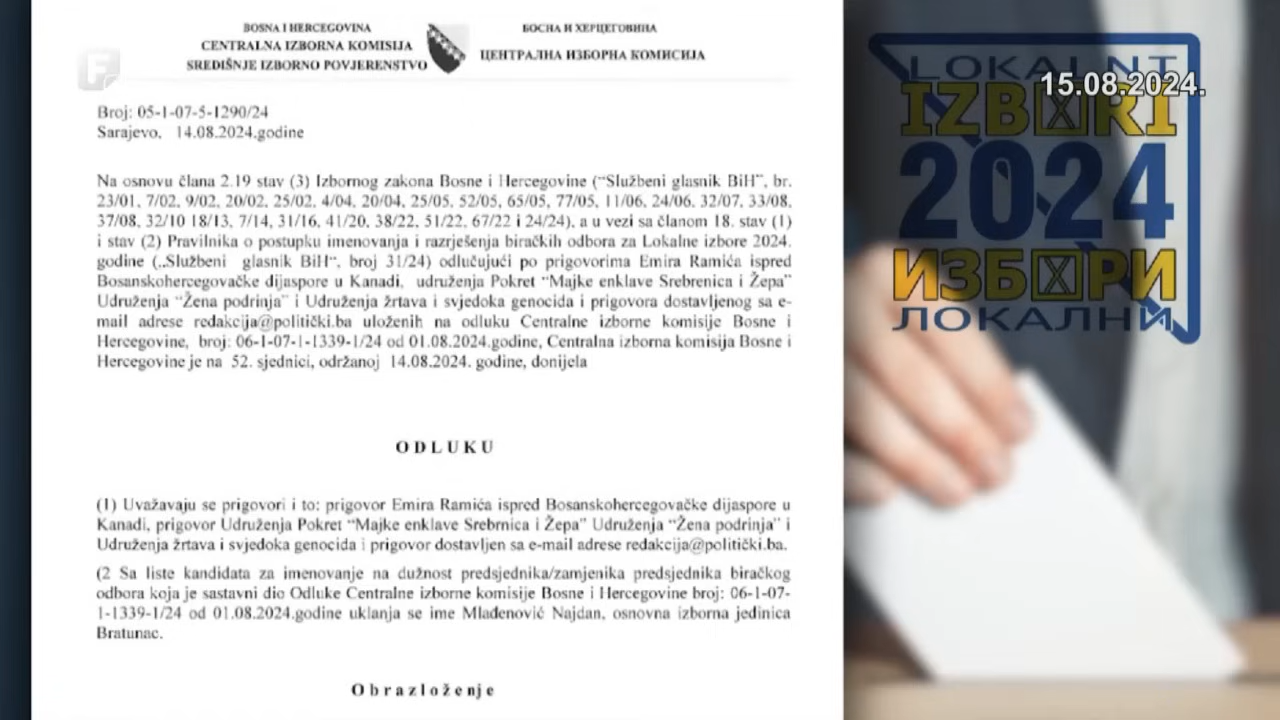 BOSNA I HERCEGOVINA
CENTRALNA IZBORNA KOMISIJA
SREDIŠNJE IZBORNO POVJERENSTVO
БОСНА И ХЕРЦЕГОВИНА
ЦЕНТРАЛНА ИЗБОРНА КОМИСИЈА
F
Broj: 05-1-07-5-1290/24
Sarajevo, 14.08.2024.godine
Na osnovu člana 2.19 stav (3) Izbornog zakona Bosne i Hercegovine (“Službeni glasnik BiH”, br.
23/01, 7/02, 9/02, 20/02, 25/02, 4/04, 20/04, 25/05, 52/05, 65/05, 77/05, 11/06, 24/06, 32/07, 33/08,
37/08, 32/10 18/13, 7/14, 31/16, 41/20, 38/22, 51/22, 67/22 i 24/24), a u vezi sa članom 18. stav (1)
i stav (2) Pravilnika o postupku imenovanja i razrješenja biračkih odbora za Lokalne izbore 2024.
godine („Službeni glasnik BiH“, broj 31/24) odlučujući po prigovorima Emira Ramića ispred
Bosanskohercegovačke dijaspore u Kanadi, udruženja Pokret “Majke enklave Srebrenica i Žepa”
Udruženja “Žena podrinja” i Udruženja žrtava i svjedoka genocida i prigovora dostavljenog sa e-
mail adrese redakcija@politički.ba uloženih na odluku Centralne izborne komisije Bosne i
Hercegovine, broj: 06-1-07-1-1339-1/24 od 01.08.2024.godine, Centralna izborna komisija Bosne i
Hercegovine je na 52. sjednici, održanoj 14.08.2024. godine, donijela
ODLUKU
(1) Uvažavaju se prigovori i to: prigovor Emira Ramića ispred Bosanskohercegovačke dijaspore u
Kanadi, prigovor Udruženja Pokret “Majke enklave Srebrnica i Žepa” Udruženja “Žena podrinja” i
Udruženja žrtava i svjedoka genocida i prigovor dostavljen sa e-mail adrese redakcija@politički.ba.
(2 Sa liste kandidata za imenovanje na dužnost predsjednika/zamjenika predsjednika biračkog
odbora koja je sastavni dio Odluke Centralne izborne komisije Bosne i Hercegovine broj: 06-1-07-
1-1339-1/24 od 01.08.2024.godine uklanja se ime Mlađenović Najdan, osnovna izborna jedinica
Bratunac.
Obrazloženje
LOKALNI
15.08.2024.
IZBORI
2024
ИЗБОРИ
ЛОКАЛНИ